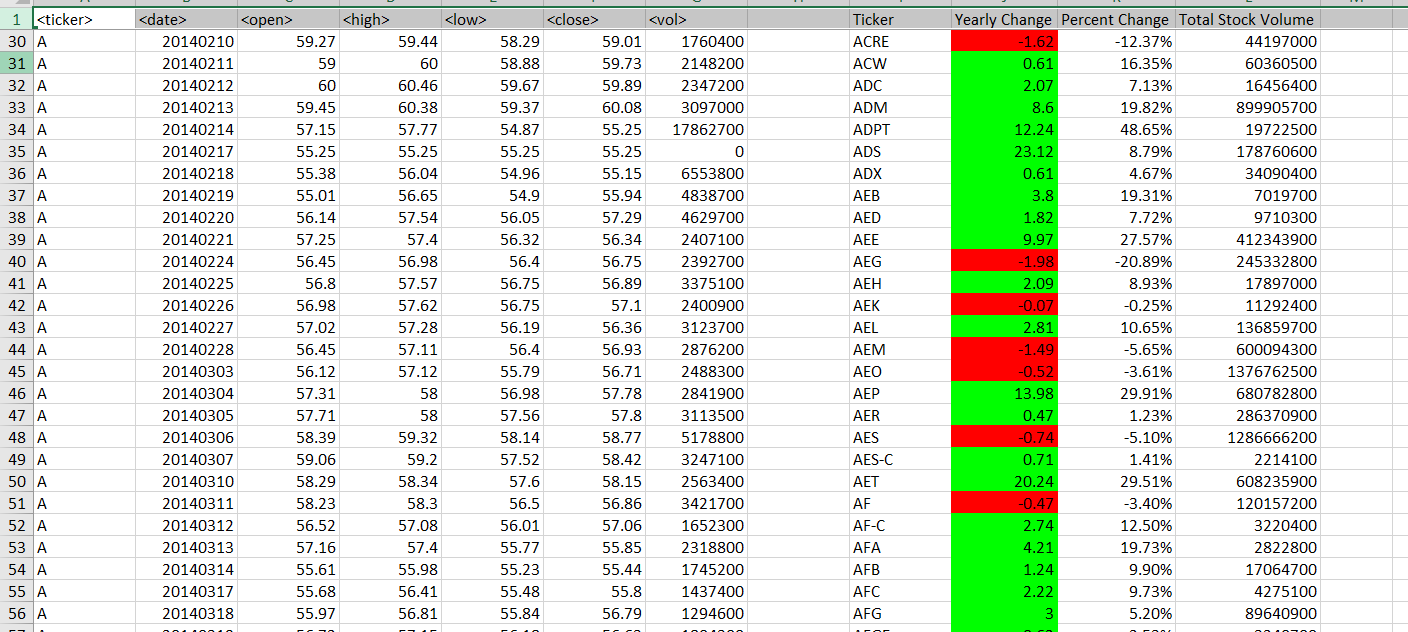 1 <ticker> <date> <open> <high> <low> <close> <vol> Ticker Yearly Change Percent Change Total Stock Volume
30 A 20140210 59.27 59.44 58.29 59.01 1760400 ACRE -1.62 -12.37% 44197000
31 A 20140211 59 60 58.88 59.73 2148200 ACW 0.61 16.35% 60360500
32 A 20140212 60 60.46 59.67 59.89 2347200 ADC 2.07 7.13% 16456400
33 A 20140213 59.45 60.38 59.37 60.08 3097000 ADM 8.6 19.82% 899905700
34 A 20140214 57.15 57.77 54.87 55.25 17862700 ADPT 12.24 48.65% 19722500
35 A 20140217 55.25 55.25 55.25 55.25 0 ADS 23.12 8.79% 178760600
36 A 20140218 55.38 56.04 54.96 55.15 6553800 ADX 0.61 4.67% 34090400
37 A 20140219 55.01 56.65 54.9 55.94 4838700 AEB 3.8 19.31% 7019700
38 A 20140220 56.14 57.54 56.05 57.29 4629700 AED 1.82 7.72% 9710300
39 A 20140221 57.25 57.4 56.32 56.34 2407100 AEE 9.97 27.57% 412343900
40 A 20140224 56.45 56.98 56.4 56.75 2392700 AEG -1.98 -20.89% 245332800
41 A 20140225 56.8 57.57 56.75 56.89 3375100 AEH 2.09 8.93% 17897000
42 A 20140226 56.98 57.62 56.75 57.1 2400900 AEK -0.07 -0.25% 11292400
43 A 20140227 57.02 57.28 56.19 56.36 3123700 AEL 2.81 10.65% 136859700
44 A 20140228 56.45 57.11 56.4 56.93 2876200 AEM -1.49 -5.65% 600094300
45 A 20140303 56.12 57.12 55.79 56.71 2488300 AEO -0.52 -3.61% 1376762500
46 A 20140304 57.31 58 56.98 57.78 2841900 AEP 13.98 29.91% 680782800
47 A 20140305 57.71 58 57.56 57.8 3113500 AER 0.47 1.23% 286370900
48 A 20140306 58.39 59.32 58.14 58.77 5178800 AES -0.74 -5.10% 1286666200
49 A 20140307 59.06 59.2 57.52 58.42 3247100 AES-C 0.71 1.41% 2214100
50 A 20140310 58.29 58.34 57.6 58.15 2563400 AET 20.24 29.51% 608235900
51 A 20140311 58.23 58.3 56.5 56.86 3421700 AF -0.47 -3.40% 120157200
52 A 20140312 56.52 57.08 56.01 57.06 1652300 AF-C 2.74 12.50% 3220400
53 A 20140313 57.16 57.4 55.77 55.85 2318800 AFA 4.21 19.73% 2822800
54 A 20140314 55.61 55.98 55.23 55.44 1745200 AFB 1.24 9.90% 17064700
55 A 20140317 55.68 56.41 55.48 55.8 1437400 AFC 2.22 9.73% 4275100
56 A 20140318 55.97 56.81 55.84 56.79 1294600 AFG 3 5.20% 89640900